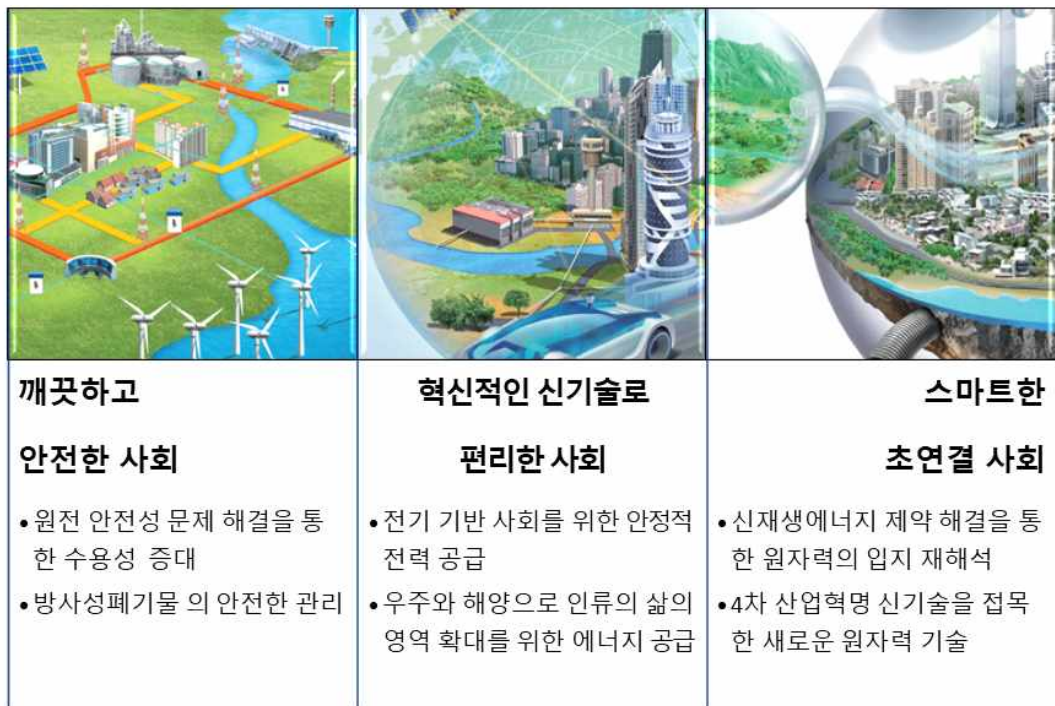 깨끗하고
안전한 사회
• 원전 안전성 문제 해결을 통
한 수용성 증대
• 방사성폐기물 의 안전한 관리
혁신적인 신기술로
편리한 사회
• 전기 기반 사회를 위한 안정적
전력 공급
• 우주와 해양으로 인류의 삶의
영역 확대를 위한 에너지 공급
스마트한
초연결 사회
• 신재생에너지 제약 해결을 통
한 원자력의 입지 재해석
• 4차 산업혁명 신기술을 접목
한 새로운 원자력 기술